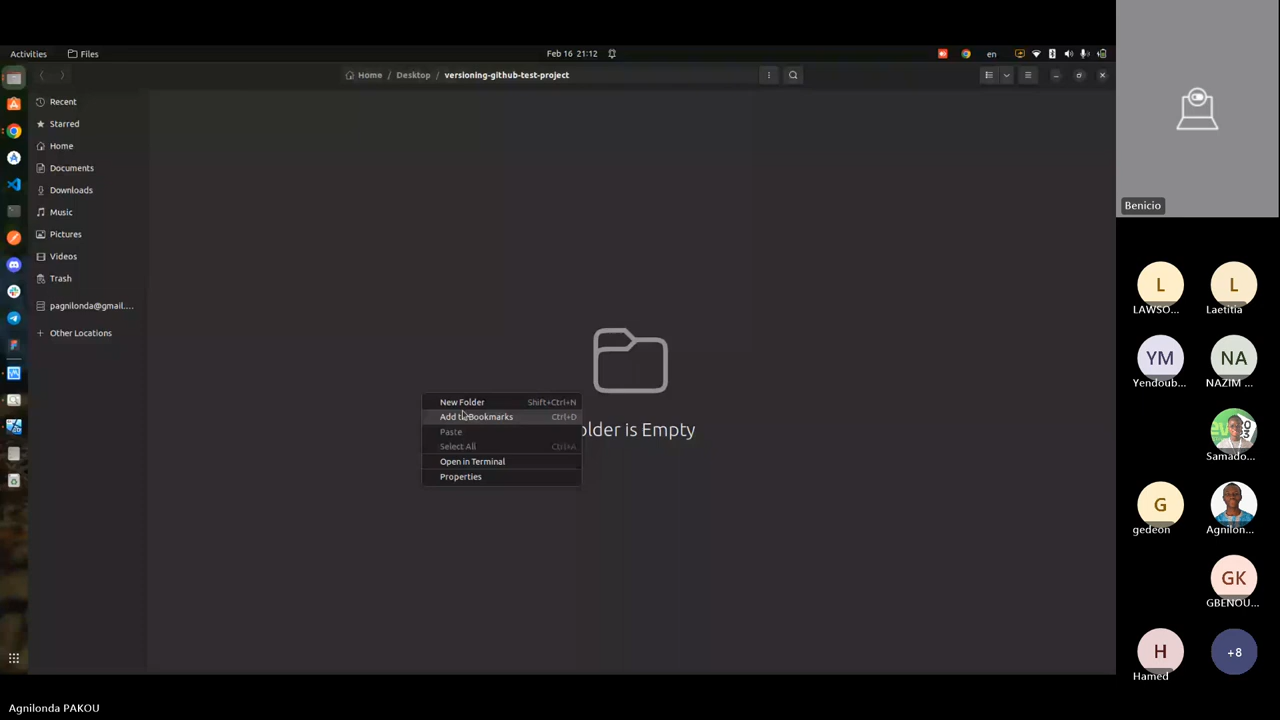 Activities
Files
Feb 16 21:12
en
Home / Desktop / versioning-github-test-project
Recent
Starred
Home
Documents
Downloads
Music
Pictures
Videos
Trash
pagnilonda@gmail....
+ Other Locations
New Folder Shift+Ctrl+N
Add to Bookmarks Ctrl+D
Paste
Select All Ctrl+A
Open in Terminal
Properties
older is Empty
Benicio
L
L
LAWSO...
Laetitia
YM
NA
Yendoub...
NAZIM ...
Samado...
G
gedeon
Agnilon...
GK
GBENOU...
H
+8
Hamed
Agnilonda PAKOU